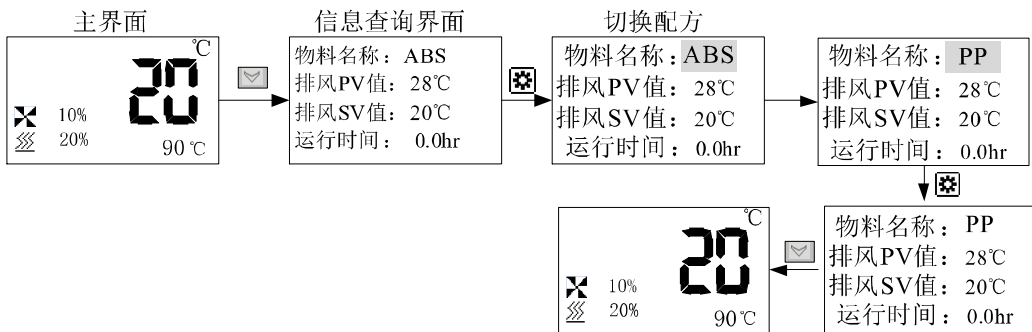 主界面
℃
20
10%
20%
90℃
信息查询界面
物料名称：ABS
排风PV值：28℃
排风SV值：20℃
运行时间：0.0hr
切换配方
物料名称：ABS
排风PV值：28℃
排风SV值：20℃
运行时间：0.0hr
物料名称：PP
排风PV值：28℃
排风SV值：20℃
运行时间：0.0hr
物料名称：PP
排风PV值：28℃
排风SV值：20℃
运行时间：0.0hr
℃
20
10%
20%
90℃